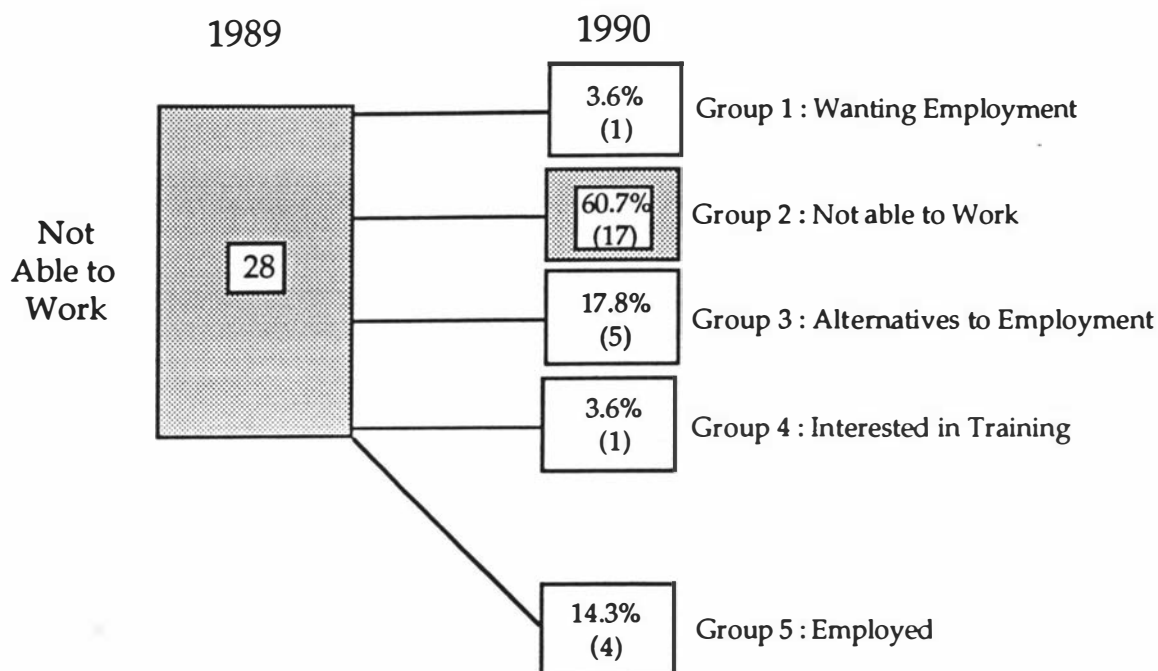 1989
1990
Not
Able to
Work
28
3.6%
(1)
Group 1 : Wanting Employment
60.7%
(17)
Group 2 : Not able to Work
17.8%
(5)
Group 3 : Alternatives to Employment
3.6%
(1)
Group 4 : Interested in Training
14.3%
(4)
Group 5 : Employed